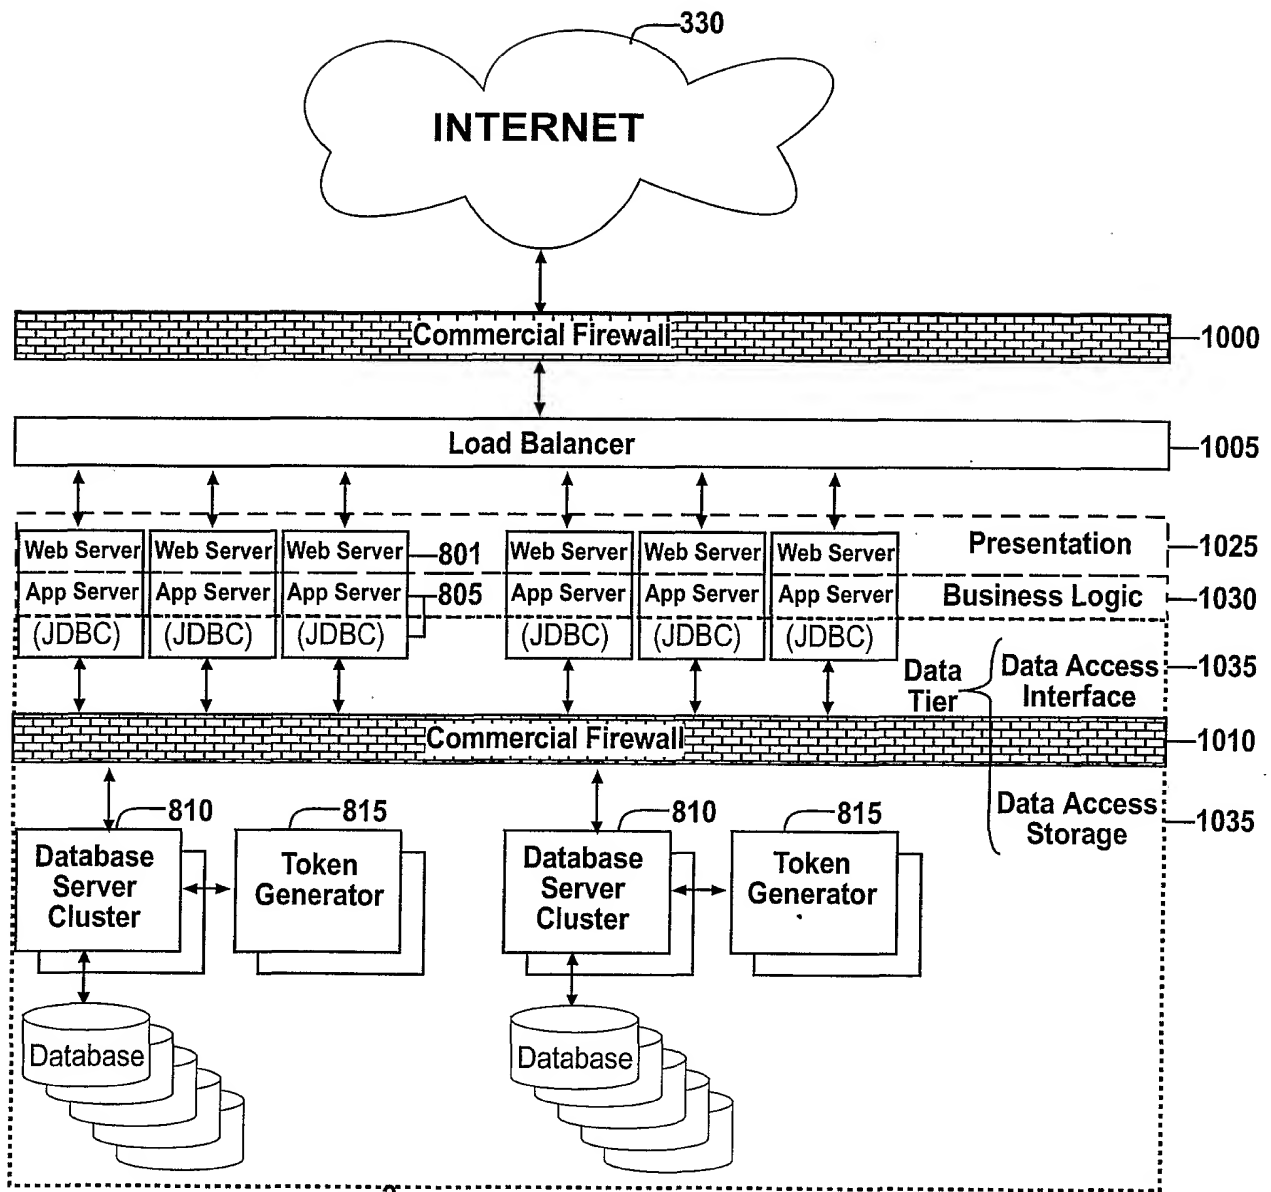 330
INTERNET
Commercial Firewall
1000
Load Balancer
1005
Web Server Web Server Web Server 801 Web Server Web Server Web Server Presentation 1025
App Server App Server App Server 805 App Server App Server App Server Business Logic 1030
(JDBC) (JDBC) (JDBC) (JDBC) (JDBC) (JDBC)
Data
Tier
Data Access
Interface
1035
Commercial Firewall
1010
810 815 810 815
Data Access
Storage
1035
Database
Server
Cluster
Token
Generator
Database
Server
Cluster
Token
Generator
Database
Database